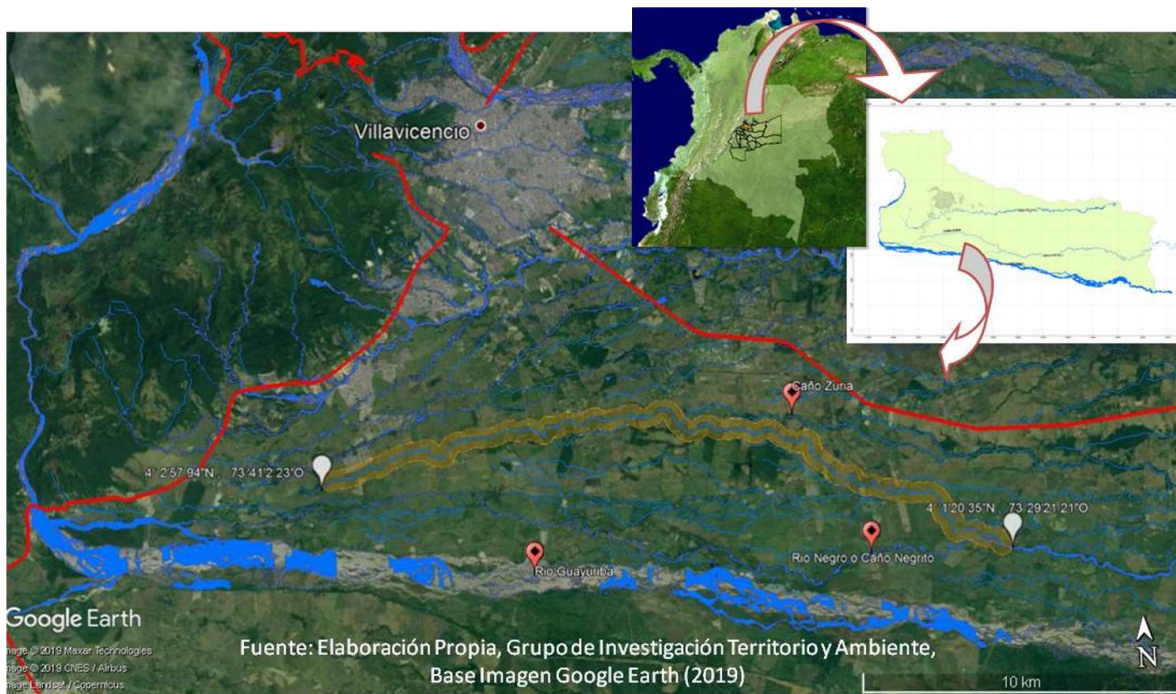 Villavicencio
Caño Zuria
4° 2'57.94"N , 73°41'2.23"O
4° 1'20.35"N , 73°29'21.21"O
Rio Negro o Caño Negrito
Rio Guayuriba
Google Earth
Image © 2019 Maxar Technologies
Image © 2019 CNES / Airbus
Image Landsat / Copernicus
Fuente: Elaboración Propia, Grupo de Investigación Territorio y Ambiente,
Base Imagen Google Earth (2019)
N
10 km